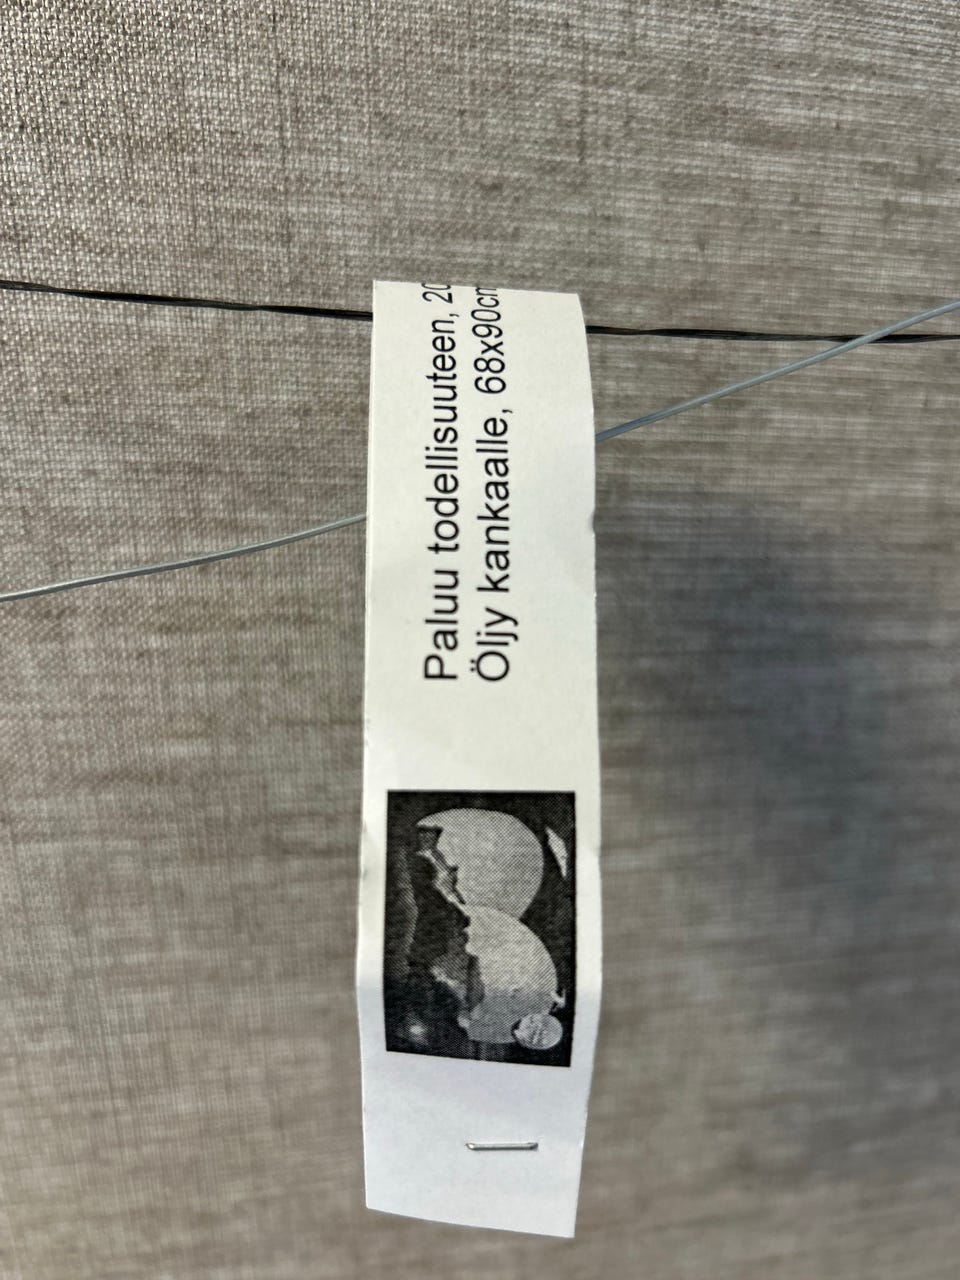 Paluu todellisuuteen, 20
Öljy kankaalle, 68x90cm